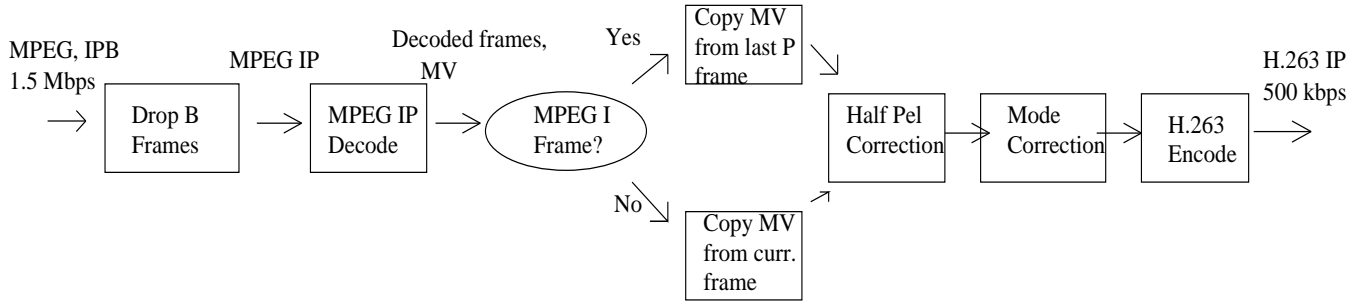 MPEG, IPB
1.5 Mbps
Drop B
Frames
MPEG IP
MPEG IP
Decode
Decoded frames,
MV
MPEG I
Frame?
Yes
No
Copy MV
from last P
frame
Copy MV
from curr.
frame
Half Pel
Correction
Mode
Correction
H.263
Encode
H.263 IP
500 kbps